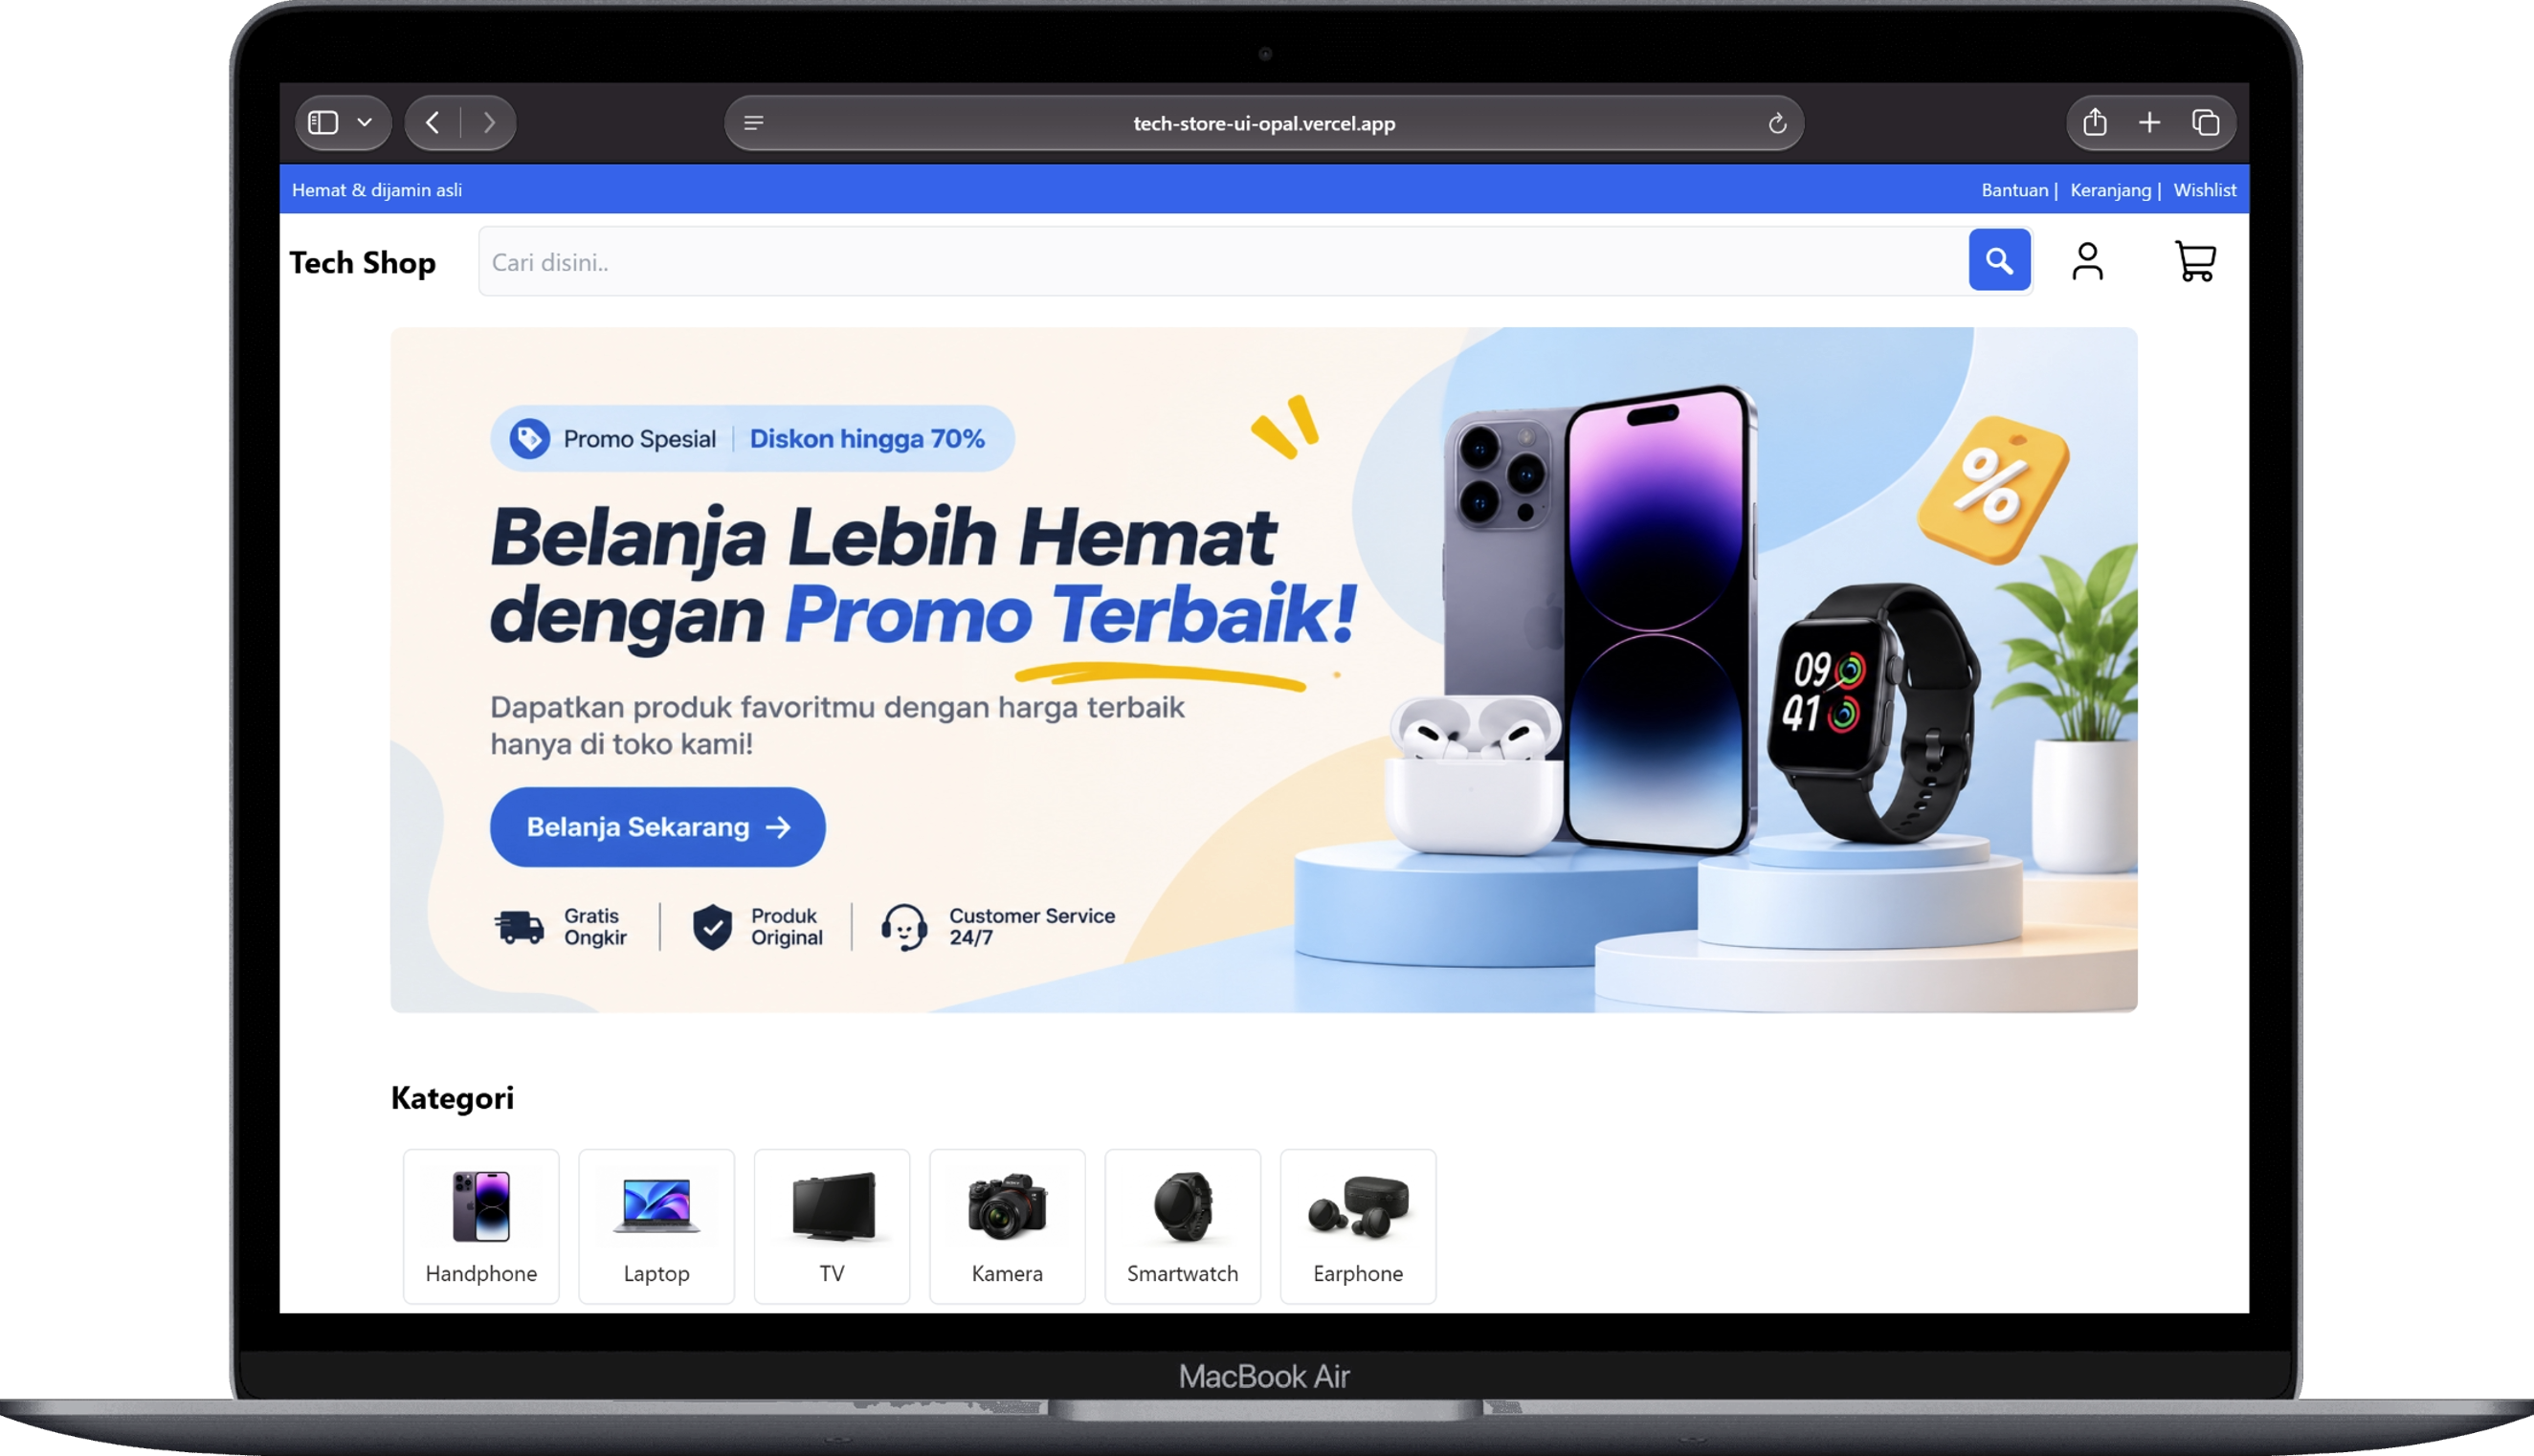 tech-store-ui-opal.vercel.app
Hemat & dijamin asli
Bantuan | Keranjang | Wishlist
Tech Shop
Cari disini..
Promo Spesial | Diskon hingga 70%
Belanja Lebih Hemat
dengan Promo Terbaik!
Dapatkan produk favoritmu dengan harga terbaik
hanya di toko kami!
Belanja Sekarang →
%
09
41
Gratis
Ongkir
Produk
Original
Customer Service
24/7
Kategori
Handphone
Laptop
TV
Kamera
Smartwatch
Earphone
MacBook Air